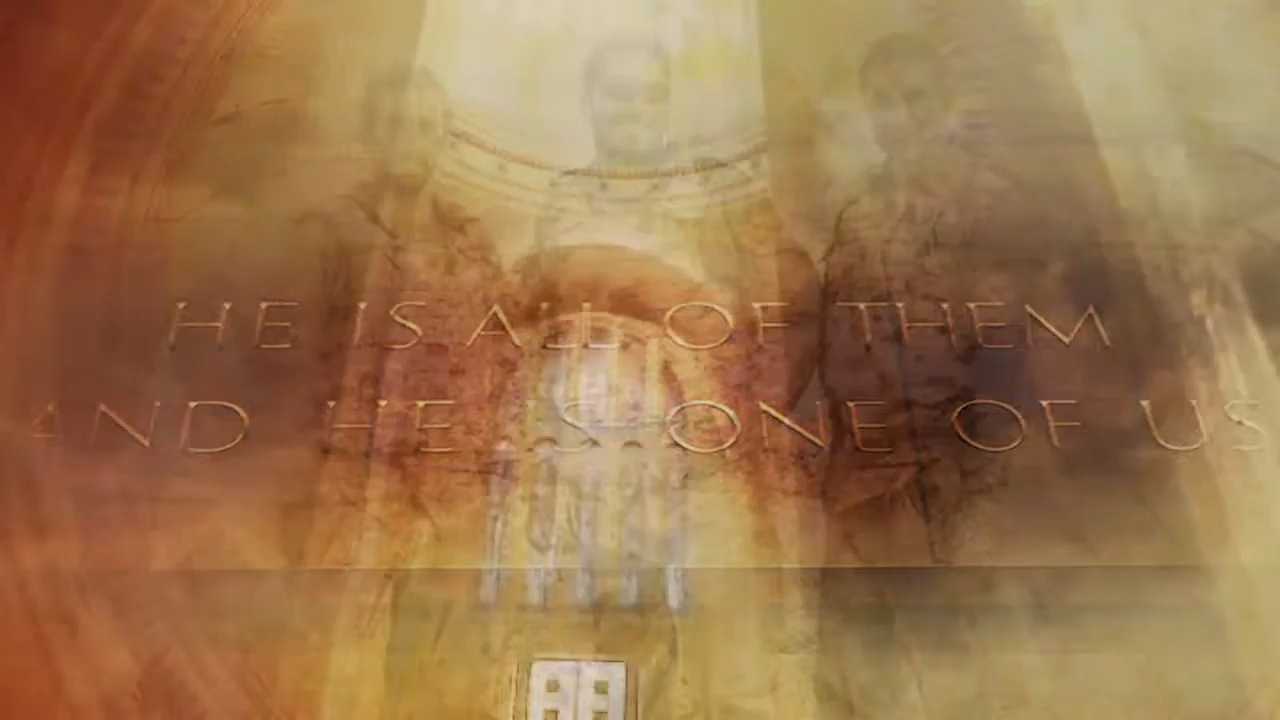 HE IS ALL OF THEM
AND HE IS ONE OF US